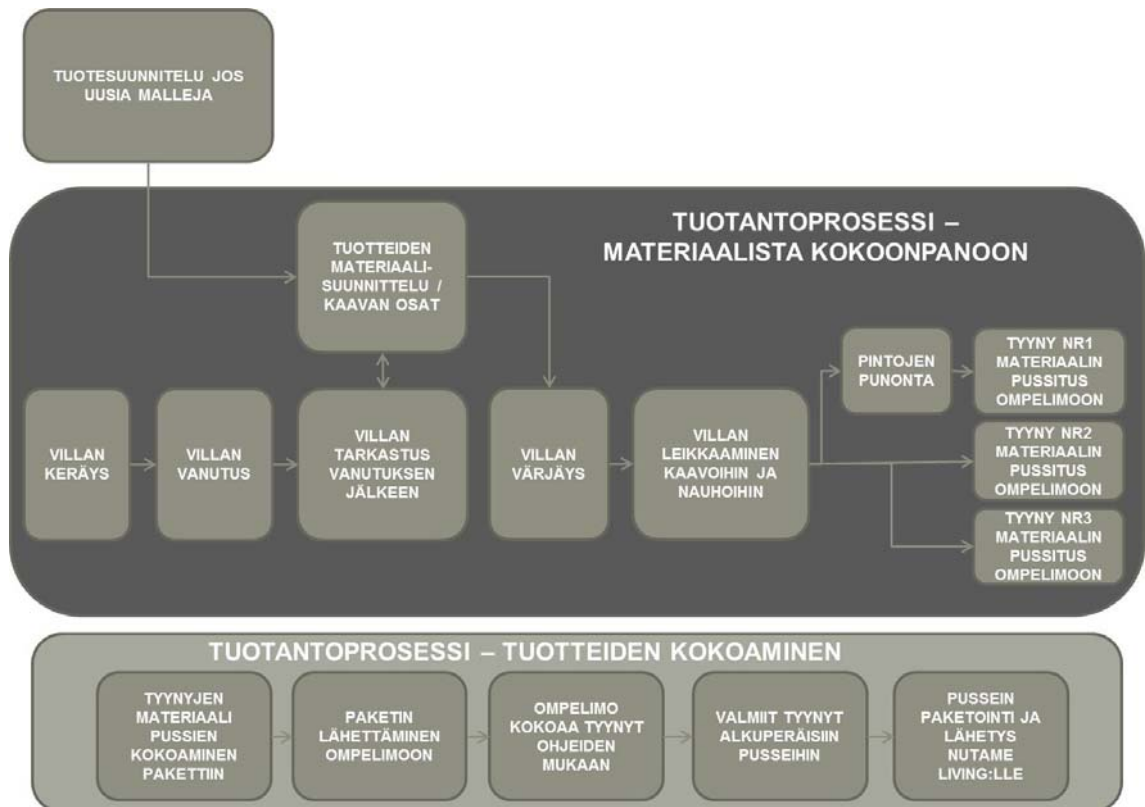 TUOTESUUNNITELU JOS
UUSIA MALLEJA
TUOTANTOPROSESSI –
MATERIAALISTA KOKOONPANOON
TUOTTEIDEN
MATERIAALI-
SUUNNITTELU /
KAAVAN OSAT
VILLAN
KERÄYS
VILLAN
VANUTUS
VILLAN
TARKASTUS
VANUTUKSEN
JÄLKEEN
VILLAN
VÄRJÄYS
VILLAN
LEIKKAAMINEN
KAAVOIHIN JA
NAUHOIHIN
PINTOJEN
PUNONTA
TYYNY NR1
MATERIAALIN
PUSSITUS
OMPELIMOON
TYYNY NR2
MATERIAALIN
PUSSITUS
OMPELIMOON
TYYNY NR3
MATERIAALIN
PUSSITUS
OMPELIMOON
TUOTANTOPROSESSI – TUOTTEIDEN KOKOAMINEN
TYYNYJEN
MATERIAALI
PUSSIEN
KOKOAMINEN
PAKETTIIN
PAKETIN
LÄHETTÄMINEN
OMPELIMOON
OMPELIMO
KOKOAA TYYNYT
OHJEIDEN
MUKAAN
VALMIIT TYYNYT
ALKUPERÄISIIN
PUSSEIHIN
PUSSEIN
PAKETOINTI JA
LÄHETYS
NUTAME
LIVING:LLE